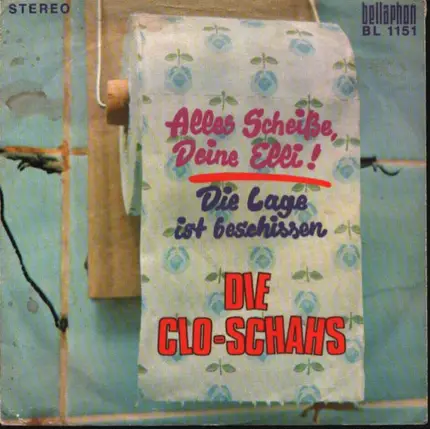 STEREO
bellaphon
BL 1151
Alles Scheiße,
Deine Elli!
Die Lage
ist beschissen
DIE
CLO-SCHAHS